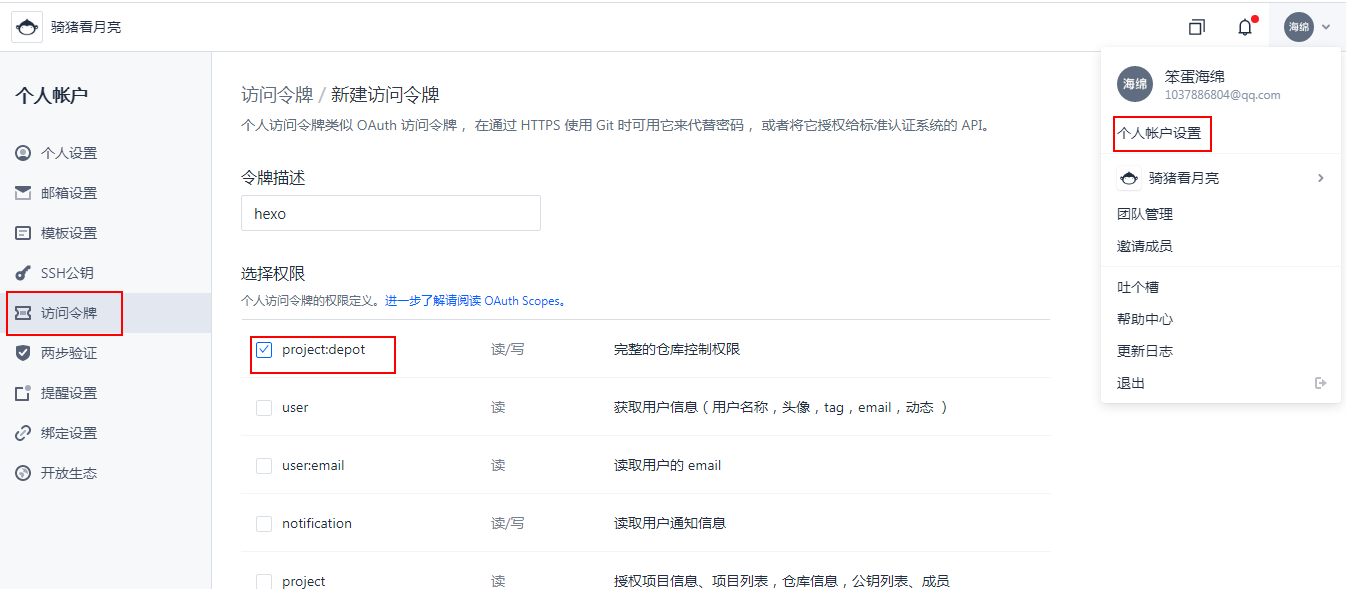 骑猪看月亮
海绵
个人帐户
个人设置
邮箱设置
模板设置
SSH公钥
访问令牌
两步验证
提醒设置
绑定设置
开放生态
访问令牌 / 新建访问令牌
个人访问令牌类似 OAuth 访问令牌，在通过 HTTPS 使用 Git 时可用它来代替密码，或者将它授权给标准认证系统的 API。
令牌描述
hexo
选择权限
个人访问令牌的权限定义。进一步了解请阅读 OAuth Scopes。
project:depot 读/写 完整的仓库控制权限
user 读 获取用户信息（用户名称，头像，tag，email，动态 ）
user:email 读 读取用户的 email
notification 读/写 读取用户通知信息
project 读 授权项目信息、项目列表，仓库信息，公钥列表、成员
海绵
笨蛋海绵
1037886804@qq.com
个人帐户设置
骑猪看月亮
团队管理
邀请成员
吐个槽
帮助中心
更新日志
退出